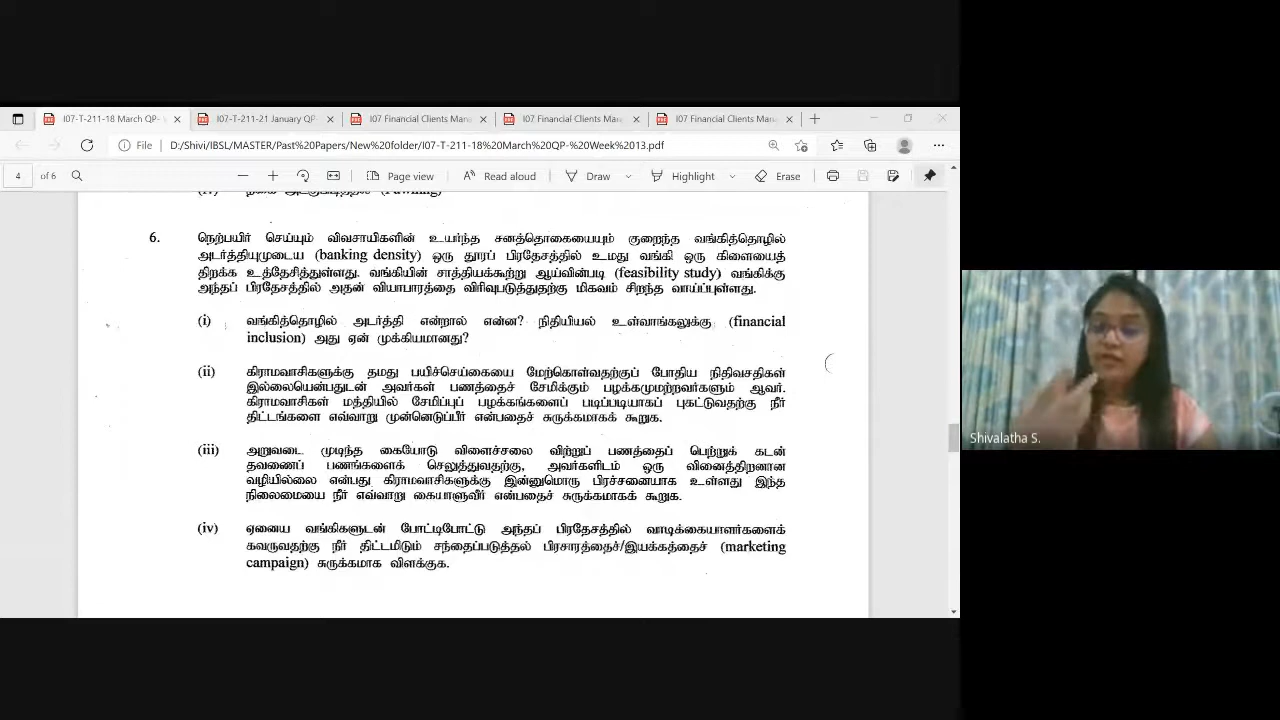 I07-T-211-18 March QP-
I07-T-211-21 January QP-
I07 Financial Clients Man
I07 Financial Clients Man
I07 Financial Clients Man
File D:/Shivi/IBSL/MASTER/Past%20Papers/New%20folder/I07-T-211-18%20March%20QP-%20Week%2013.pdf
4 of 6 Page view Read aloud Draw Highlight Erase
6. நெற்பயிர் செய்யும் விவசாயிகளின் உயர்ந்த சனத்தொகையையும் குறைந்த வங்கித்தொழில்
அடர்த்தியுமுடைய (banking density) ஒரு தூரப் பிரதேசத்தில் உமது வங்கி ஒரு கிளையைத்
திறக்க உத்தேசித்துள்ளது. வங்கியின் சாத்தியக்கூற்று ஆய்வின்படி (feasibility study) வங்கிக்கு
அந்தப் பிரதேசத்தில் அதன் வியாபாரத்தை விரிவுபடுத்துதற்கு மிகவம் சிறந்த வாய்ப்புள்ளது.
(i) வங்கித்தொழில் அடர்த்தி என்றால் என்ன? நிதியியல் உள்வாங்கலுக்கு (financial
inclusion) அது ஏன் முக்கியமானது?
(ii) கிராமவாசிகளுக்கு தமது பயிச்செய்கையை மேற்கொள்வதற்குப் போதிய நிதிவசதிகள்
இல்லையென்பதுடன் அவர்கள் பணத்தைச் சேமிக்கும் பழக்கமுமற்றவர்களும் ஆவர்.
கிராமவாசிகள் மத்தியில் சேமிப்புப் பழக்கங்களைப் படிப்படியாகப் புகட்டுவதற்கு நீர்
திட்டங்களை எவ்வாறு முன்னெடுப்பீர் என்பதைச் சுருக்கமாகக் கூறுக.
(iii) அறுவடை முடிந்த கையோடு விளைச்சலை விற்றுப் பணத்தைப் பெற்றுக் கடன்
தவணைப் பணங்களைக் செலுத்துவதற்கு, அவர்களிடம் ஒரு வினைத்திறனான
வழியில்லை என்பது கிராமவாசிகளுக்கு இன்னுமொரு பிரச்சனையாக உள்ளது இந்த
நிலைமையை நீர் எவ்வாறு கையாளுவீர் என்பதைச் சுருக்கமாகக் கூறுக.
(iv) ஏனைய வங்கிகளுடன் போட்டிபோட்டு அந்தப் பிரதேசத்தில் வாடிக்கையாளர்களைக்
கவருவதற்கு நீர் திட்டமிடும் சந்தைப்படுத்தல் பிரசாரத்தைச்/இயக்கத்தைச் (marketing
campaign) சுருக்கமாக விளக்குக.
Shivalatha S.